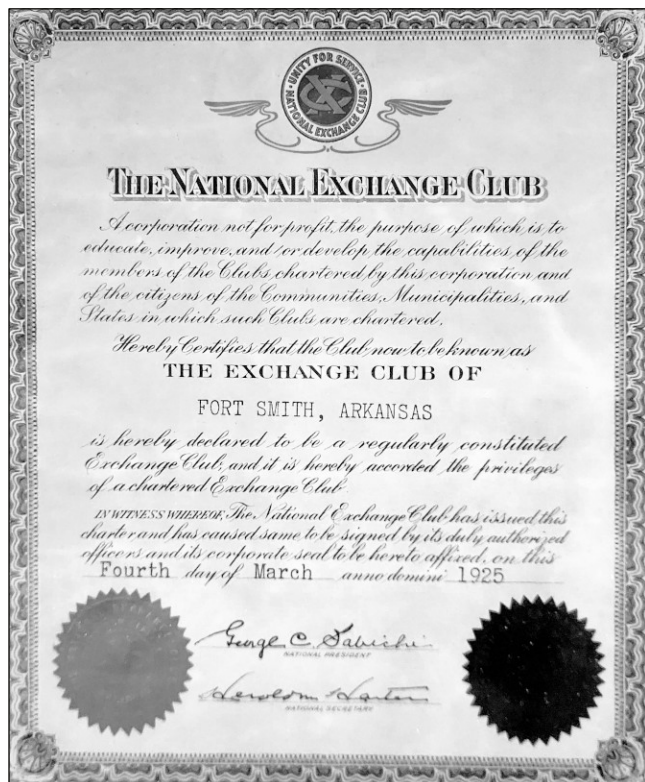 UNITY FOR SERVICE
NATIONAL EXCHANGE CLUB
THE NATIONAL EXCHANGE CLUB
A corporation not for profit, the purpose of which is to
educate, improve, and/or develop the capabilities of the
members of the Clubs chartered by this corporation and
of the citizens of the Communities, Municipalities, and
States in which such Clubs are chartered.
Hereby Certifies that the Club now to be known as
THE EXCHANGE CLUB OF
FORT SMITH, ARKANSAS
is hereby declared to be a regularly constituted
Exchange Club, and it is hereby accorded the privileges
of a chartered Exchange Club
IN WITNESS WHEREOF, The National Exchange Club has issued this
charter and has caused same to be signed by its duly authorized
officers and its corporate seal to be hereto affixed, on this
Fourth day of March anno domini 1925
George C. Sabichi
NATIONAL PRESIDENT
Herold M. Harter
NATIONAL SECRETARY